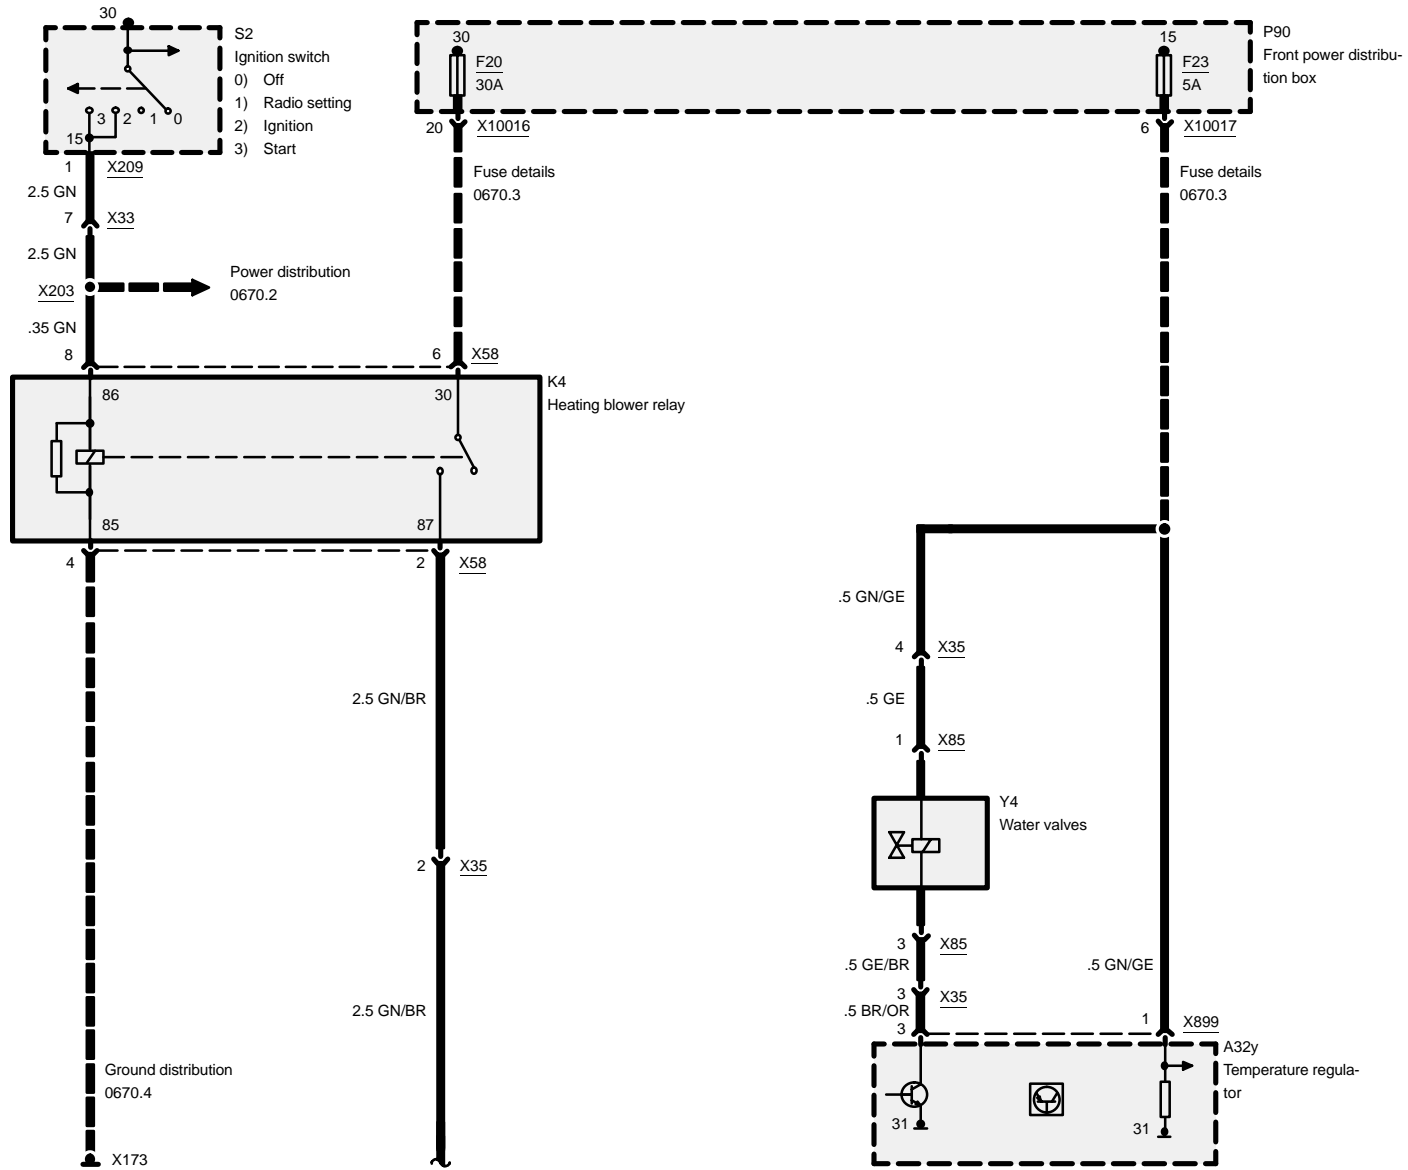 30
S2
Ignition switch
0) Off
1) Radio setting
2) Ignition
3) Start
3 2 1 0
15
1 X209
2.5 GN
7 X33
2.5 GN
X203
Power distribution
0670.2
.35 GN
8
30
F20
30A
20 X10016
Fuse details
0670.3
6 X58
15
F23
5A
6 X10017
Fuse details
0670.3
P90
Front power distribu-
tion box
K4
Heating blower relay
86
30
85
87
4
2 X58
2.5 GN/BR
2 X35
2.5 GN/BR
Ground distribution
0670.4
X173
.5 GN/GE
4 X35
.5 GE
1 X85
Y4
Water valves
3 X85
.5 GE/BR
3 X35
.5 BR/OR
3
.5 GN/GE
1 X899
A32y
Temperature regula-
tor
31
31